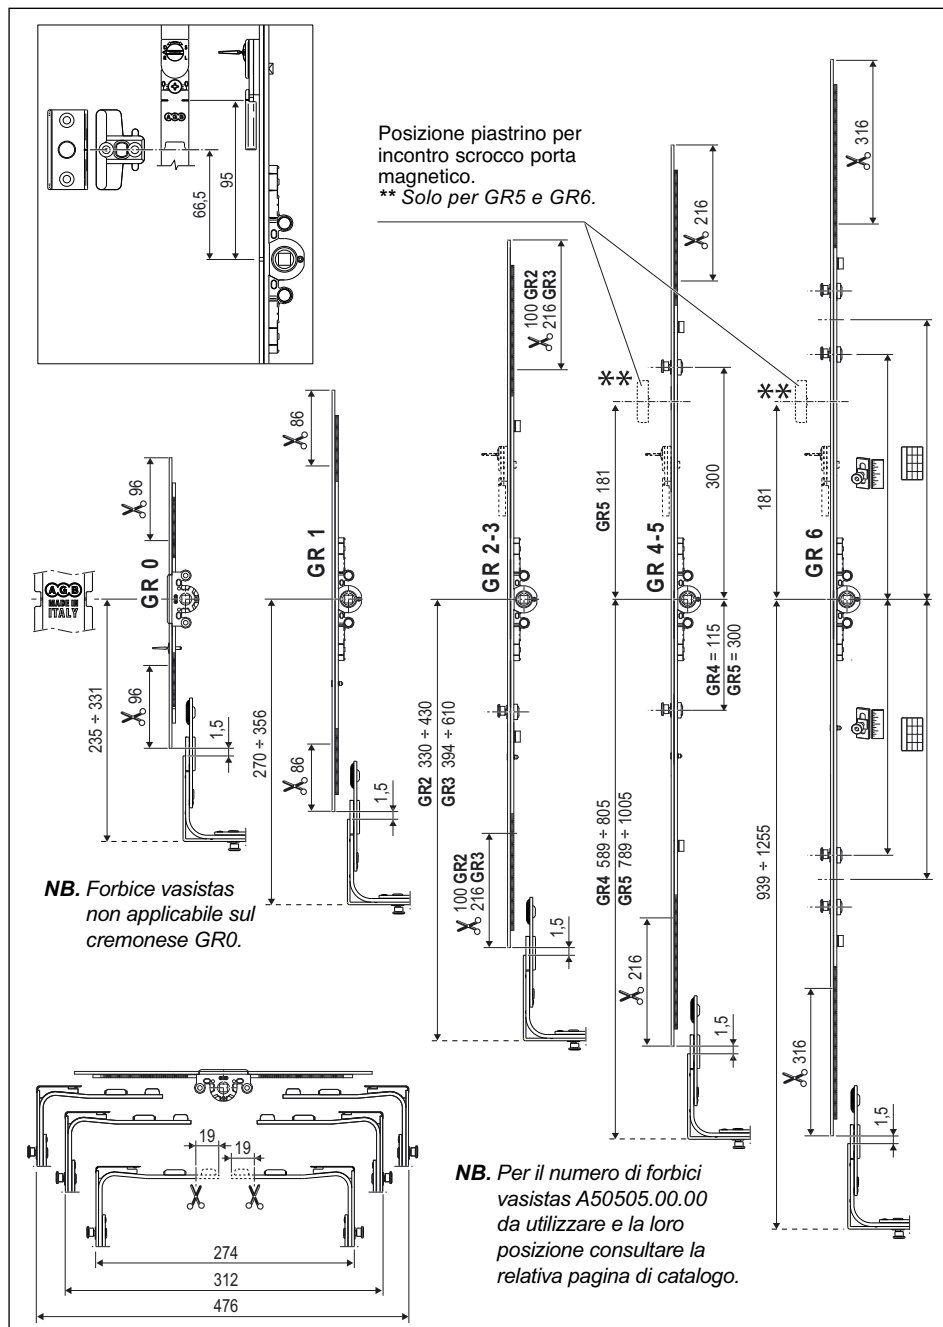 66,5
95
AGB
Posizione piastrino per
incontro scrocco porta
magnetico.
** Solo per GR5 e GR6.
AGB
MADE IN
ITALY
GR 0
96
96
235 ÷ 331
1,5
GR 1
86
86
270 ÷ 356
1,5
GR 2-3
100 GR2
216 GR3
GR2 330 ÷ 430
GR3 394 ÷ 610
100 GR2
216 GR3
1,5
GR 4-5
216
**
GR5 181
300
GR4 = 115
GR5 = 300
GR4 589 ÷ 805
GR5 789 ÷ 1005
216
1,5
GR 6
316
**
181
939 ÷ 1255
316
1,5
NB. Forbice vasistas
non applicabile sul
cremonese GR0.
19
19
274
312
476
NB. Per il numero di forbici
vasistas A50505.00.00
da utilizzare e la loro
posizione consultare la
relativa pagina di catalogo.